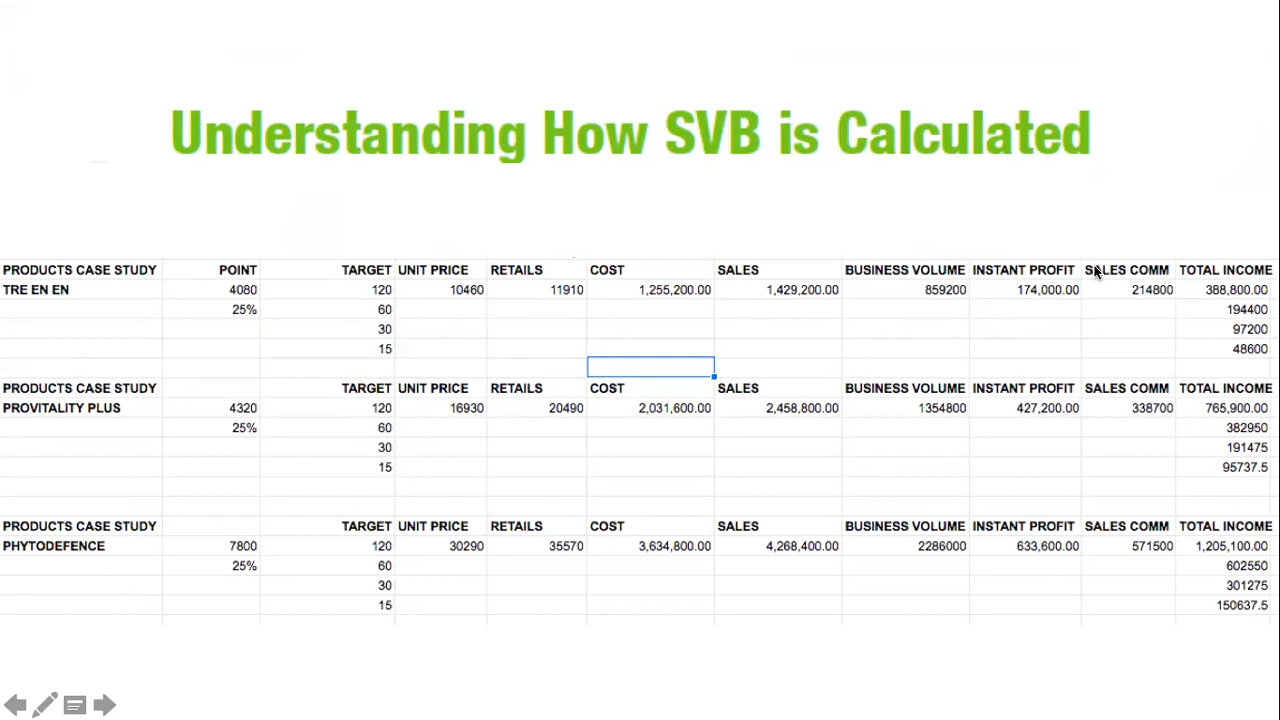 Understanding How SVB is Calculated
PRODUCTS CASE STUDY POINT TARGET UNIT PRICE RETAILS COST SALES BUSINESS VOLUME INSTANT PROFIT SALES COMM TOTAL INCOME
TRE EN EN 4080 120 10460 11910 1,255,200.00 1,429,200.00 859200 174,000.00 214800 388,800.00
25% 60 194400
30 97200
15 48600
PRODUCTS CASE STUDY TARGET UNIT PRICE RETAILS COST SALES BUSINESS VOLUME INSTANT PROFIT SALES COMM TOTAL INCOME
PROVITALITY PLUS 4320 120 16930 20490 2,031,600.00 2,458,800.00 1354800 427,200.00 338700 765,900.00
25% 60 382950
30 191475
15 95737.5
PRODUCTS CASE STUDY TARGET UNIT PRICE RETAILS COST SALES BUSINESS VOLUME INSTANT PROFIT SALES COMM TOTAL INCOME
PHYTODEFENCE 7800 120 30290 35570 3,634,800.00 4,268,400.00 2286000 633,600.00 571500 1,205,100.00
25% 60 602550
30 301275
15 150637.5